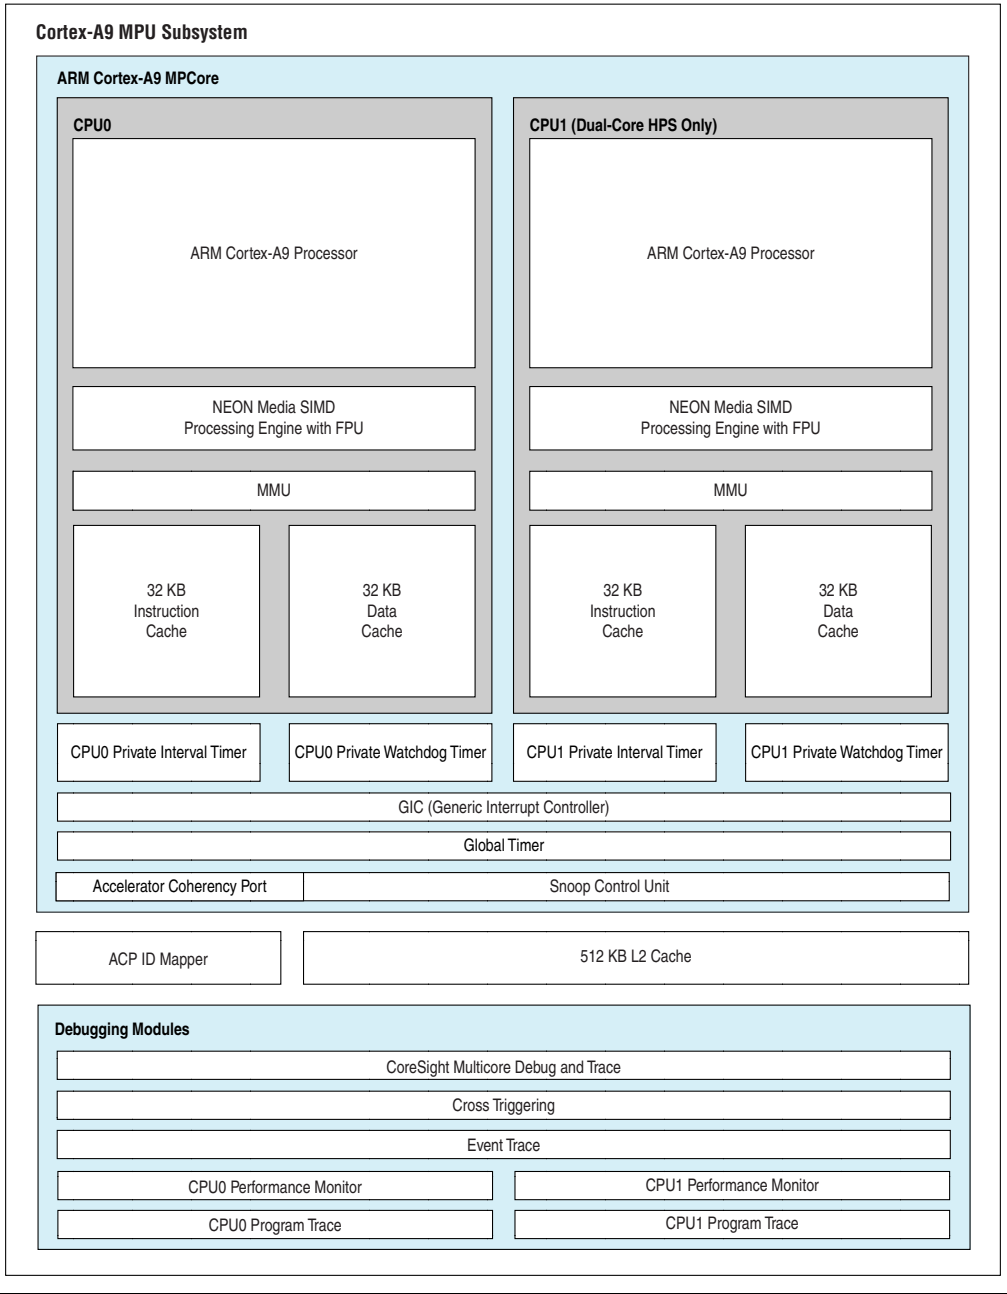 Cortex-A9 MPU Subsystem
ARM Cortex-A9 MPCore
CPU0
ARM Cortex-A9 Processor
NEON Media SIMD
Processing Engine with FPU
MMU
32 KB
Instruction
Cache
32 KB
Data
Cache
CPU1 (Dual-Core HPS Only)
ARM Cortex-A9 Processor
NEON Media SIMD
Processing Engine with FPU
MMU
32 KB
Instruction
Cache
32 KB
Data
Cache
CPU0 Private Interval Timer
CPU0 Private Watchdog Timer
CPU1 Private Interval Timer
CPU1 Private Watchdog Timer
GIC (Generic Interrupt Controller)
Global Timer
Accelerator Coherency Port
Snoop Control Unit
ACP ID Mapper
512 KB L2 Cache
Debugging Modules
CoreSight Multicore Debug and Trace
Cross Triggering
Event Trace
CPU0 Performance Monitor
CPU1 Performance Monitor
CPU0 Program Trace
CPU1 Program Trace